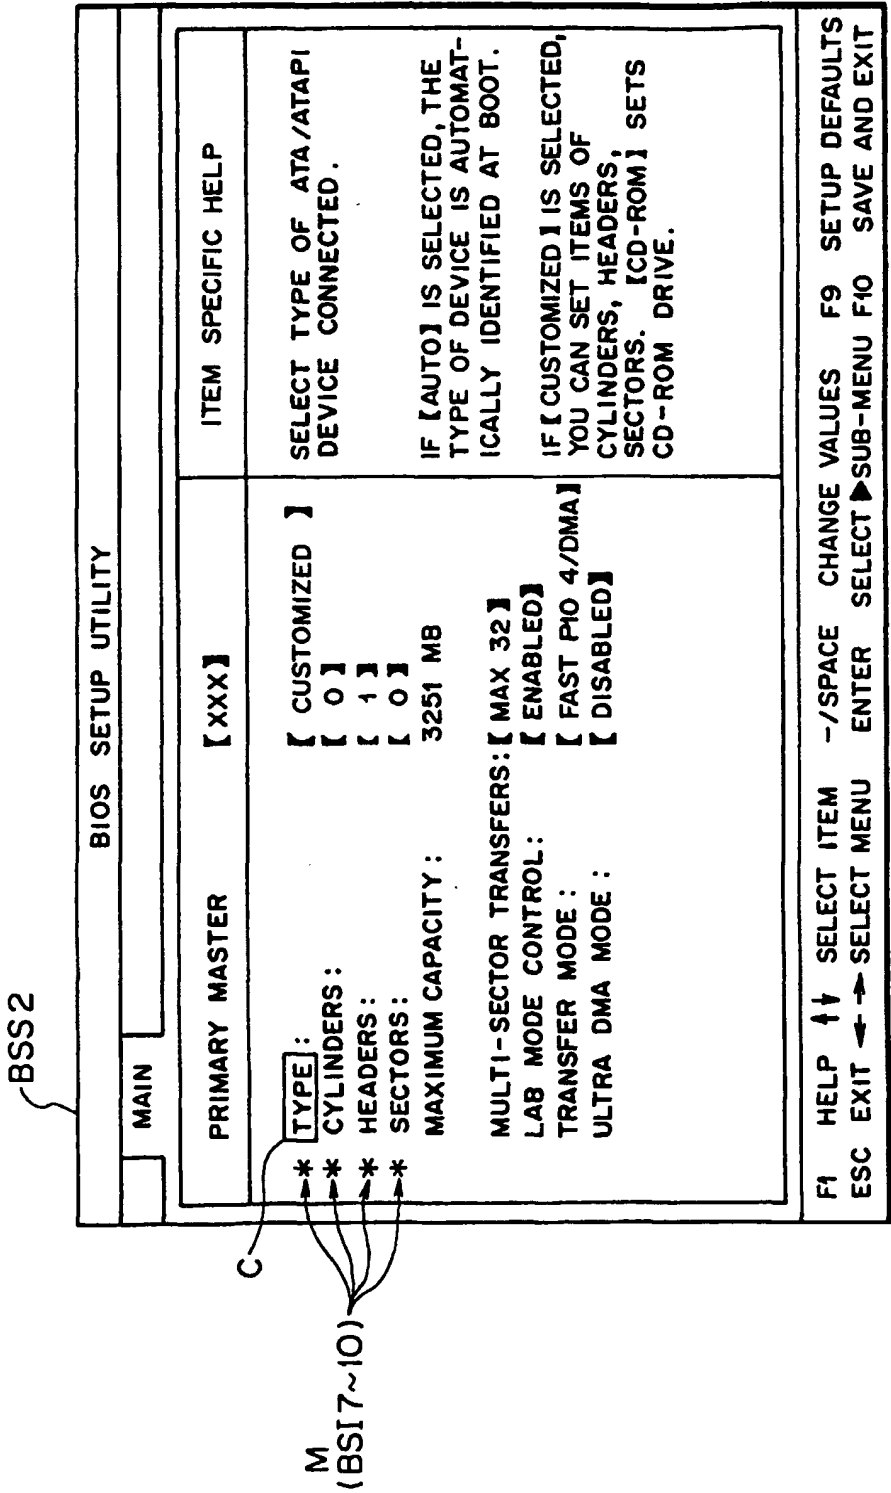 BSS2
BIOS SETUP UTILITY
MAIN
PRIMARY MASTER 【XXX】
ITEM SPECIFIC HELP
C
* TYPE: 【 CUSTOMIZED 】
* CYLINDERS: 【 0】
* HEADERS: 【 1】
* SECTORS: 【 0】
MAXIMUM CAPACITY: 3251 MB
MULTI-SECTOR TRANSFERS:【MAX 32】
LAB MODE CONTROL: 【ENABLED】
TRANSFER MODE: 【FAST PIO 4/DMA】
ULTRA DMA MODE: 【DISABLED】
M
(BSI7~10)
SELECT TYPE OF ATA/ATAPI
DEVICE CONNECTED.
IF 【AUTO】 IS SELECTED, THE
TYPE OF DEVICE IS AUTOMAT-
ICALLY IDENTIFIED AT BOOT.
IF【CUSTOMIZED】IS SELECTED,
YOU CAN SET ITEMS OF
CYLINDERS, HEADERS,
SECTORS. 【CD-ROM】 SETS
CD-ROM DRIVE.
F1 HELP ↑↓ SELECT ITEM -/SPACE CHANGE VALUES F9 SETUP DEFAULTS
ESC EXIT ←→ SELECT MENU ENTER SELECT ▶SUB-MENU F10 SAVE AND EXIT